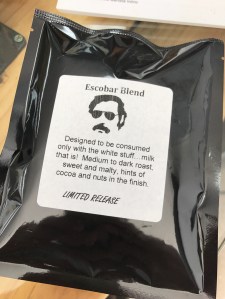 Escobar Blend
Designed to be consumed
only with the white stuff... milk
that is! Medium to dark roast,
sweet and malty, hints of
cocoa and nuts in the finish.
LIMITED RELEASE